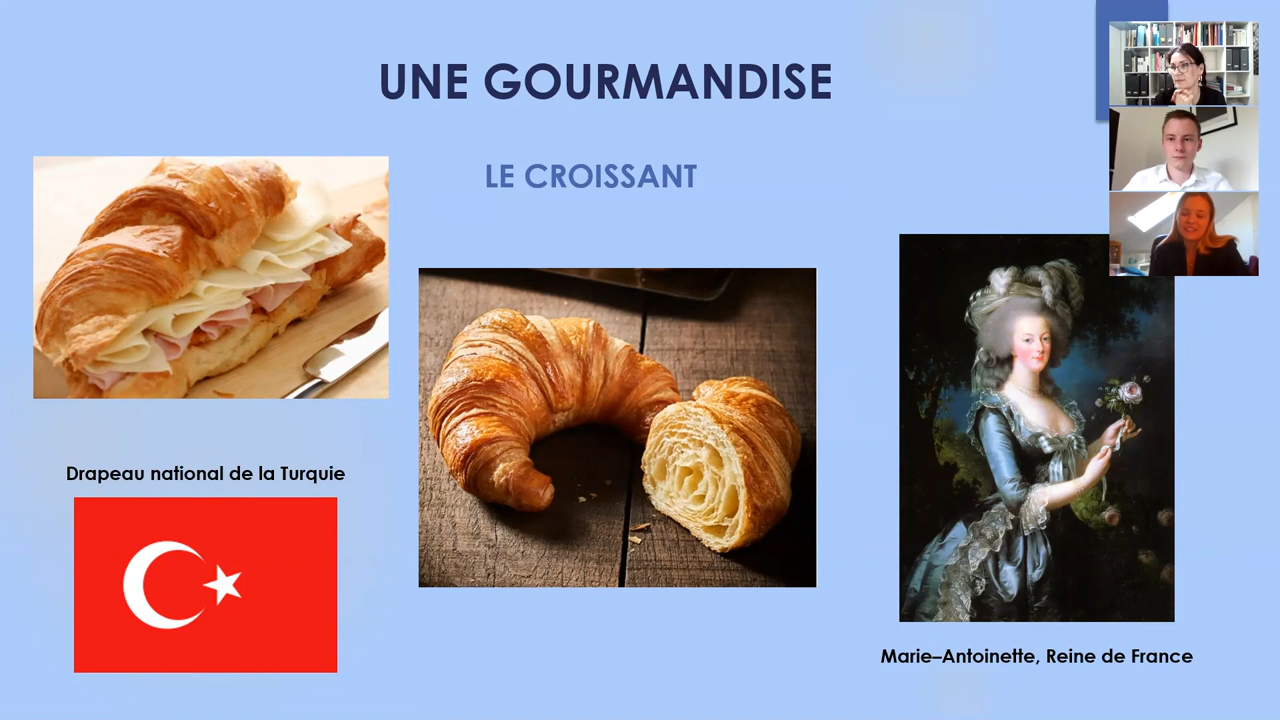 UNE GOURMANDISE
LE CROISSANT
Drapeau national de la Turquie
Marie–Antoinette, Reine de France